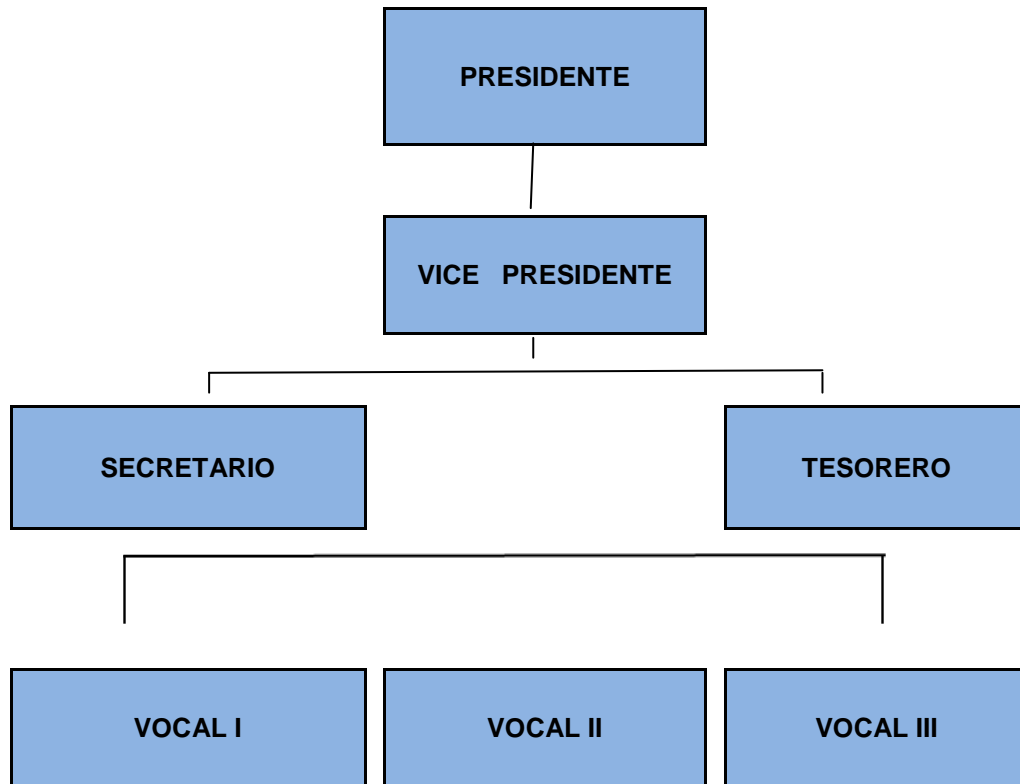 PRESIDENTE
VICE PRESIDENTE
SECRETARIO
TESORERO
VOCAL I
VOCAL II
VOCAL III